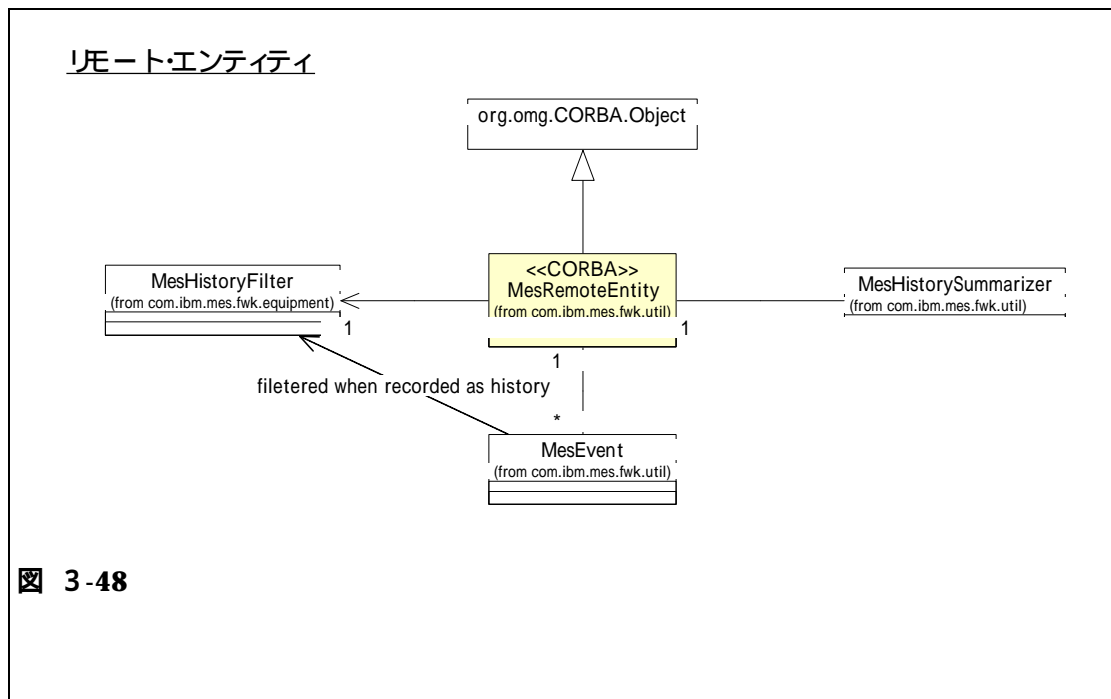 リモート・エンティティ
org.omg.CORBA.Object
<<CORBA>>
MesRemoteEntity
(from com.ibm.mes.fwk.util)
MesHistoryFilter
(from com.ibm.mes.fwk.equipment)
MesHistorySummarizer
(from com.ibm.mes.fwk.util)
1
1
1
filetered when recorded as history
*
MesEvent
(from com.ibm.mes.fwk.util)
図 3-48